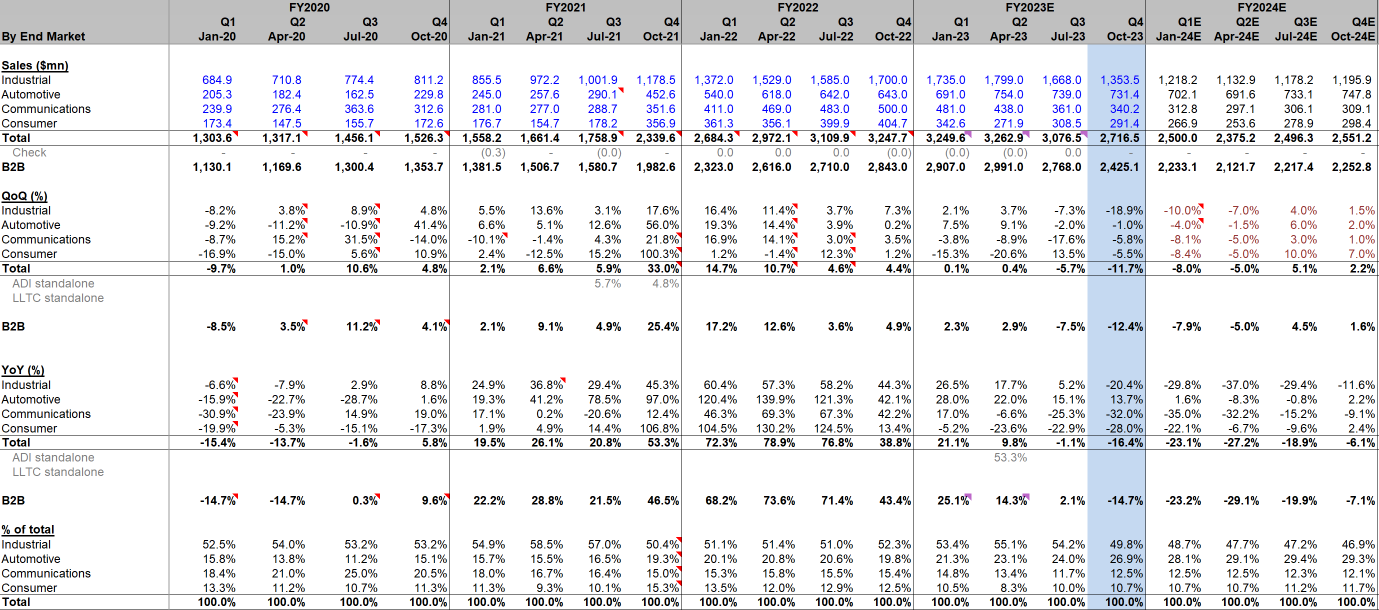 FY2020 FY2021 FY2022 FY2023E FY2024E
Q1 Q2 Q3 Q4 Q1 Q2 Q3 Q4 Q1 Q2 Q3 Q4 Q1 Q2 Q3 Q4 Q1E Q2E Q3E Q4E
By End Market Jan-20 Apr-20 Jul-20 Oct-20 Jan-21 Apr-21 Jul-21 Oct-21 Jan-22 Apr-22 Jul-22 Oct-22 Jan-23 Apr-23 Jul-23 Oct-23 Jan-24E Apr-24E Jul-24E Oct-24E
Sales ($mn)
Industrial 684.9 710.8 774.4 811.2 855.5 972.2 1,001.9 1,178.5 1,372.0 1,529.0 1,585.0 1,700.0 1,735.0 1,799.0 1,668.0 1,353.5 1,218.2 1,132.9 1,178.2 1,195.9
Automotive 205.3 182.4 162.5 229.8 245.0 257.6 290.1 452.6 540.0 618.0 642.0 643.0 691.0 754.0 739.0 731.4 702.1 691.6 733.1 747.8
Communications 239.9 276.4 363.6 312.6 281.0 277.0 288.7 351.6 411.0 469.0 483.0 500.0 481.0 438.0 361.0 340.2 312.8 297.1 306.1 309.1
Consumer 173.4 147.5 155.7 172.6 176.7 154.7 178.2 356.9 361.3 356.1 399.9 404.7 342.6 271.9 308.5 291.4 266.9 253.6 278.9 298.4
Total 1,303.6 1,317.1 1,456.1 1,526.3 1,558.2 1,661.4 1,758.9 2,339.6 2,684.3 2,972.1 3,109.9 3,247.7 3,249.6 3,262.9 3,076.5 2,716.5 2,500.0 2,375.2 2,496.3 2,551.2
Check - - - - (0.3) - (0.0) - 0.0 0.0 0.0 (0.0) (0.0) (0.0) 0.0 - - - - -
B2B 1,130.1 1,169.6 1,300.4 1,353.7 1,381.5 1,506.7 1,580.7 1,982.6 2,323.0 2,616.0 2,710.0 2,843.0 2,907.0 2,991.0 2,768.0 2,425.1 2,233.1 2,121.7 2,217.4 2,252.8
QoQ (%)
Industrial -8.2% 3.8% 8.9% 4.8% 5.5% 13.6% 3.1% 17.6% 16.4% 11.4% 3.7% 7.3% 2.1% 3.7% -7.3% -18.9% -10.0% -7.0% 4.0% 1.5%
Automotive -9.2% -11.2% -10.9% 41.4% 6.6% 5.1% 12.6% 56.0% 19.3% 14.4% 3.9% 0.2% 7.5% 9.1% -2.0% -1.0% -4.0% -1.5% 6.0% 2.0%
Communications -8.7% 15.2% 31.5% -14.0% -10.1% -1.4% 4.3% 21.8% 16.9% 14.1% 3.0% 3.5% -3.8% -8.9% -17.6% -5.8% -8.1% -5.0% 3.0% 1.0%
Consumer -16.9% -15.0% 5.6% 10.9% 2.4% -12.5% 15.2% 100.3% 1.2% -1.4% 12.3% 1.2% -15.3% -20.6% 13.5% -5.5% -8.4% -5.0% 10.0% 7.0%
Total -9.7% 1.0% 10.6% 4.8% 2.1% 6.6% 5.9% 33.0% 14.7% 10.7% 4.6% 4.4% 0.1% 0.4% -5.7% -11.7% -8.0% -5.0% 5.1% 2.2%
ADI standalone 5.7% 4.8%
LLTC standalone
B2B -8.5% 3.5% 11.2% 4.1% 2.1% 9.1% 4.9% 25.4% 17.2% 12.6% 3.6% 4.9% 2.3% 2.9% -7.5% -12.4% -7.9% -5.0% 4.5% 1.6%
YoY (%)
Industrial -6.6% -7.9% 2.9% 8.8% 24.9% 36.8% 29.4% 45.3% 60.4% 57.3% 58.2% 44.3% 26.5% 17.7% 5.2% -20.4% -29.8% -37.0% -29.4% -11.6%
Automotive -15.9% -22.7% -28.7% 1.6% 19.3% 41.2% 78.5% 97.0% 120.4% 139.9% 121.3% 42.1% 28.0% 22.0% 15.1% 13.7% 1.6% -8.3% -0.8% 2.2%
Communications -30.9% -23.9% 14.9% 19.0% 17.1% 0.2% -20.6% 12.4% 46.3% 69.3% 67.3% 42.2% 17.0% -6.6% -25.3% -32.0% -35.0% -32.2% -15.2% -9.1%
Consumer -19.9% -5.3% -15.1% -17.3% 1.9% 4.9% 14.4% 106.8% 104.5% 130.2% 124.5% 13.4% -5.2% -23.6% -22.9% -28.0% -22.1% -6.7% -9.6% 2.4%
Total -15.4% -13.7% -1.6% 5.8% 19.5% 26.1% 20.8% 53.3% 72.3% 78.9% 76.8% 38.8% 21.1% 9.8% -1.1% -16.4% -23.1% -27.2% -18.9% -6.1%
ADI standalone 53.3%
LLTC standalone
B2B -14.7% -14.7% 0.3% 9.6% 22.2% 28.8% 21.5% 46.5% 68.2% 73.6% 71.4% 43.4% 25.1% 14.3% 2.1% -14.7% -23.2% -29.1% -19.9% -7.1%
% of total
Industrial 52.5% 54.0% 53.2% 53.2% 54.9% 58.5% 57.0% 50.4% 51.1% 51.4% 51.0% 52.3% 53.4% 55.1% 54.2% 49.8% 48.7% 47.7% 47.2% 46.9%
Automotive 15.8% 13.8% 11.2% 15.1% 15.7% 15.5% 16.5% 19.3% 20.1% 20.8% 20.6% 19.8% 21.3% 23.1% 24.0% 26.9% 28.1% 29.1% 29.4% 29.3%
Communications 18.4% 21.0% 25.0% 20.5% 18.0% 16.7% 16.4% 15.0% 15.3% 15.8% 15.5% 15.4% 14.8% 13.4% 11.7% 12.5% 12.5% 12.5% 12.3% 12.1%
Consumer 13.3% 11.2% 10.7% 11.3% 11.3% 9.3% 10.1% 15.3% 13.5% 12.0% 12.9% 12.5% 10.5% 8.3% 10.0% 10.7% 10.7% 10.7% 11.2% 11.7%
Total 100.0% 100.0% 100.0% 100.0% 100.0% 100.0% 100.0% 100.0% 100.0% 100.0% 100.0% 100.0% 100.0% 100.0% 100.0% 100.0% 100.0% 100.0% 100.0% 100.0%